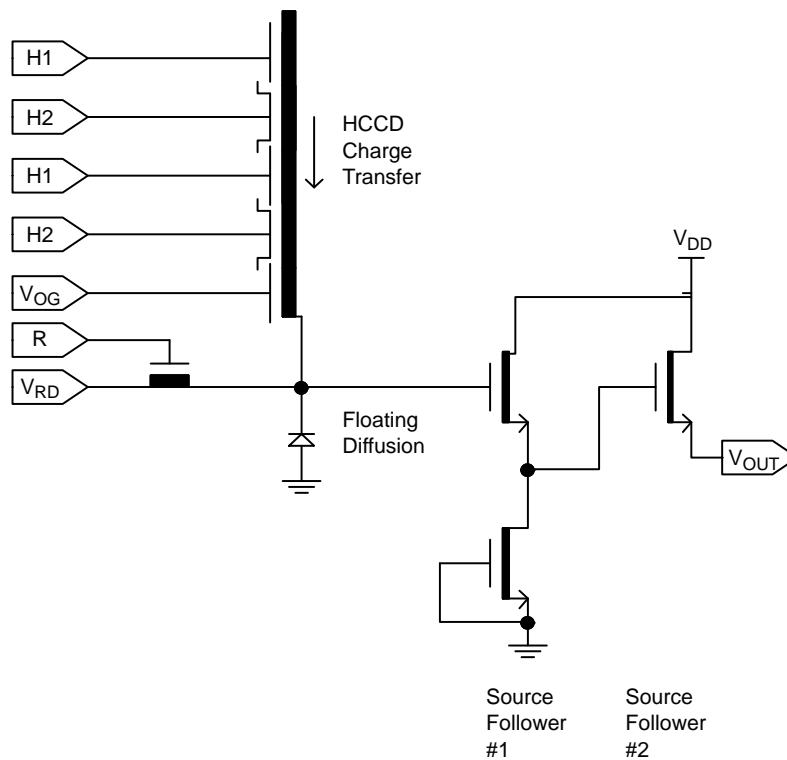 H1
H2
H1
H2
VOG
R
VRD
HCCD
Charge
Transfer
VDD
Floating
Diffusion
VOUT
Source
Follower
#1
Source
Follower
#2